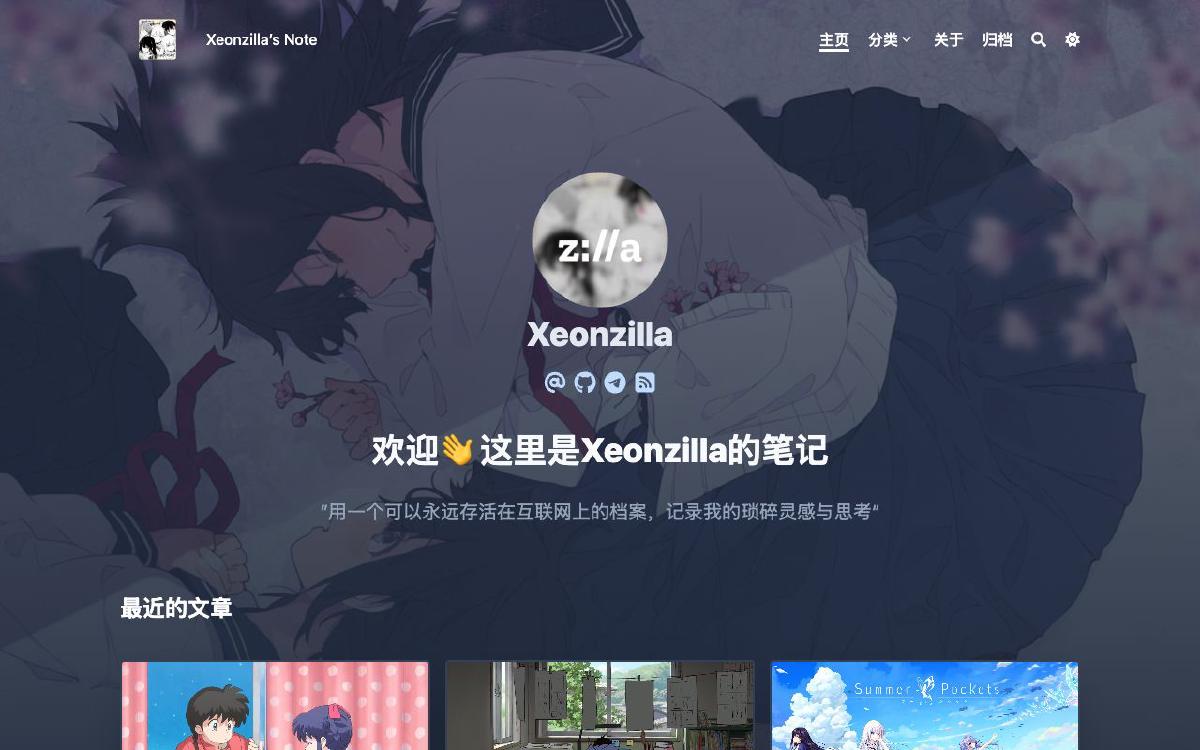 Xeonzilla's Note
主页 分类 关于 归档
z://a
Xeonzilla
欢迎👋这里是Xeonzilla的笔记
"用一个可以永远存活在互联网上的档案，记录我的琐碎灵感与思考"
最近的文章
Summer Pockets